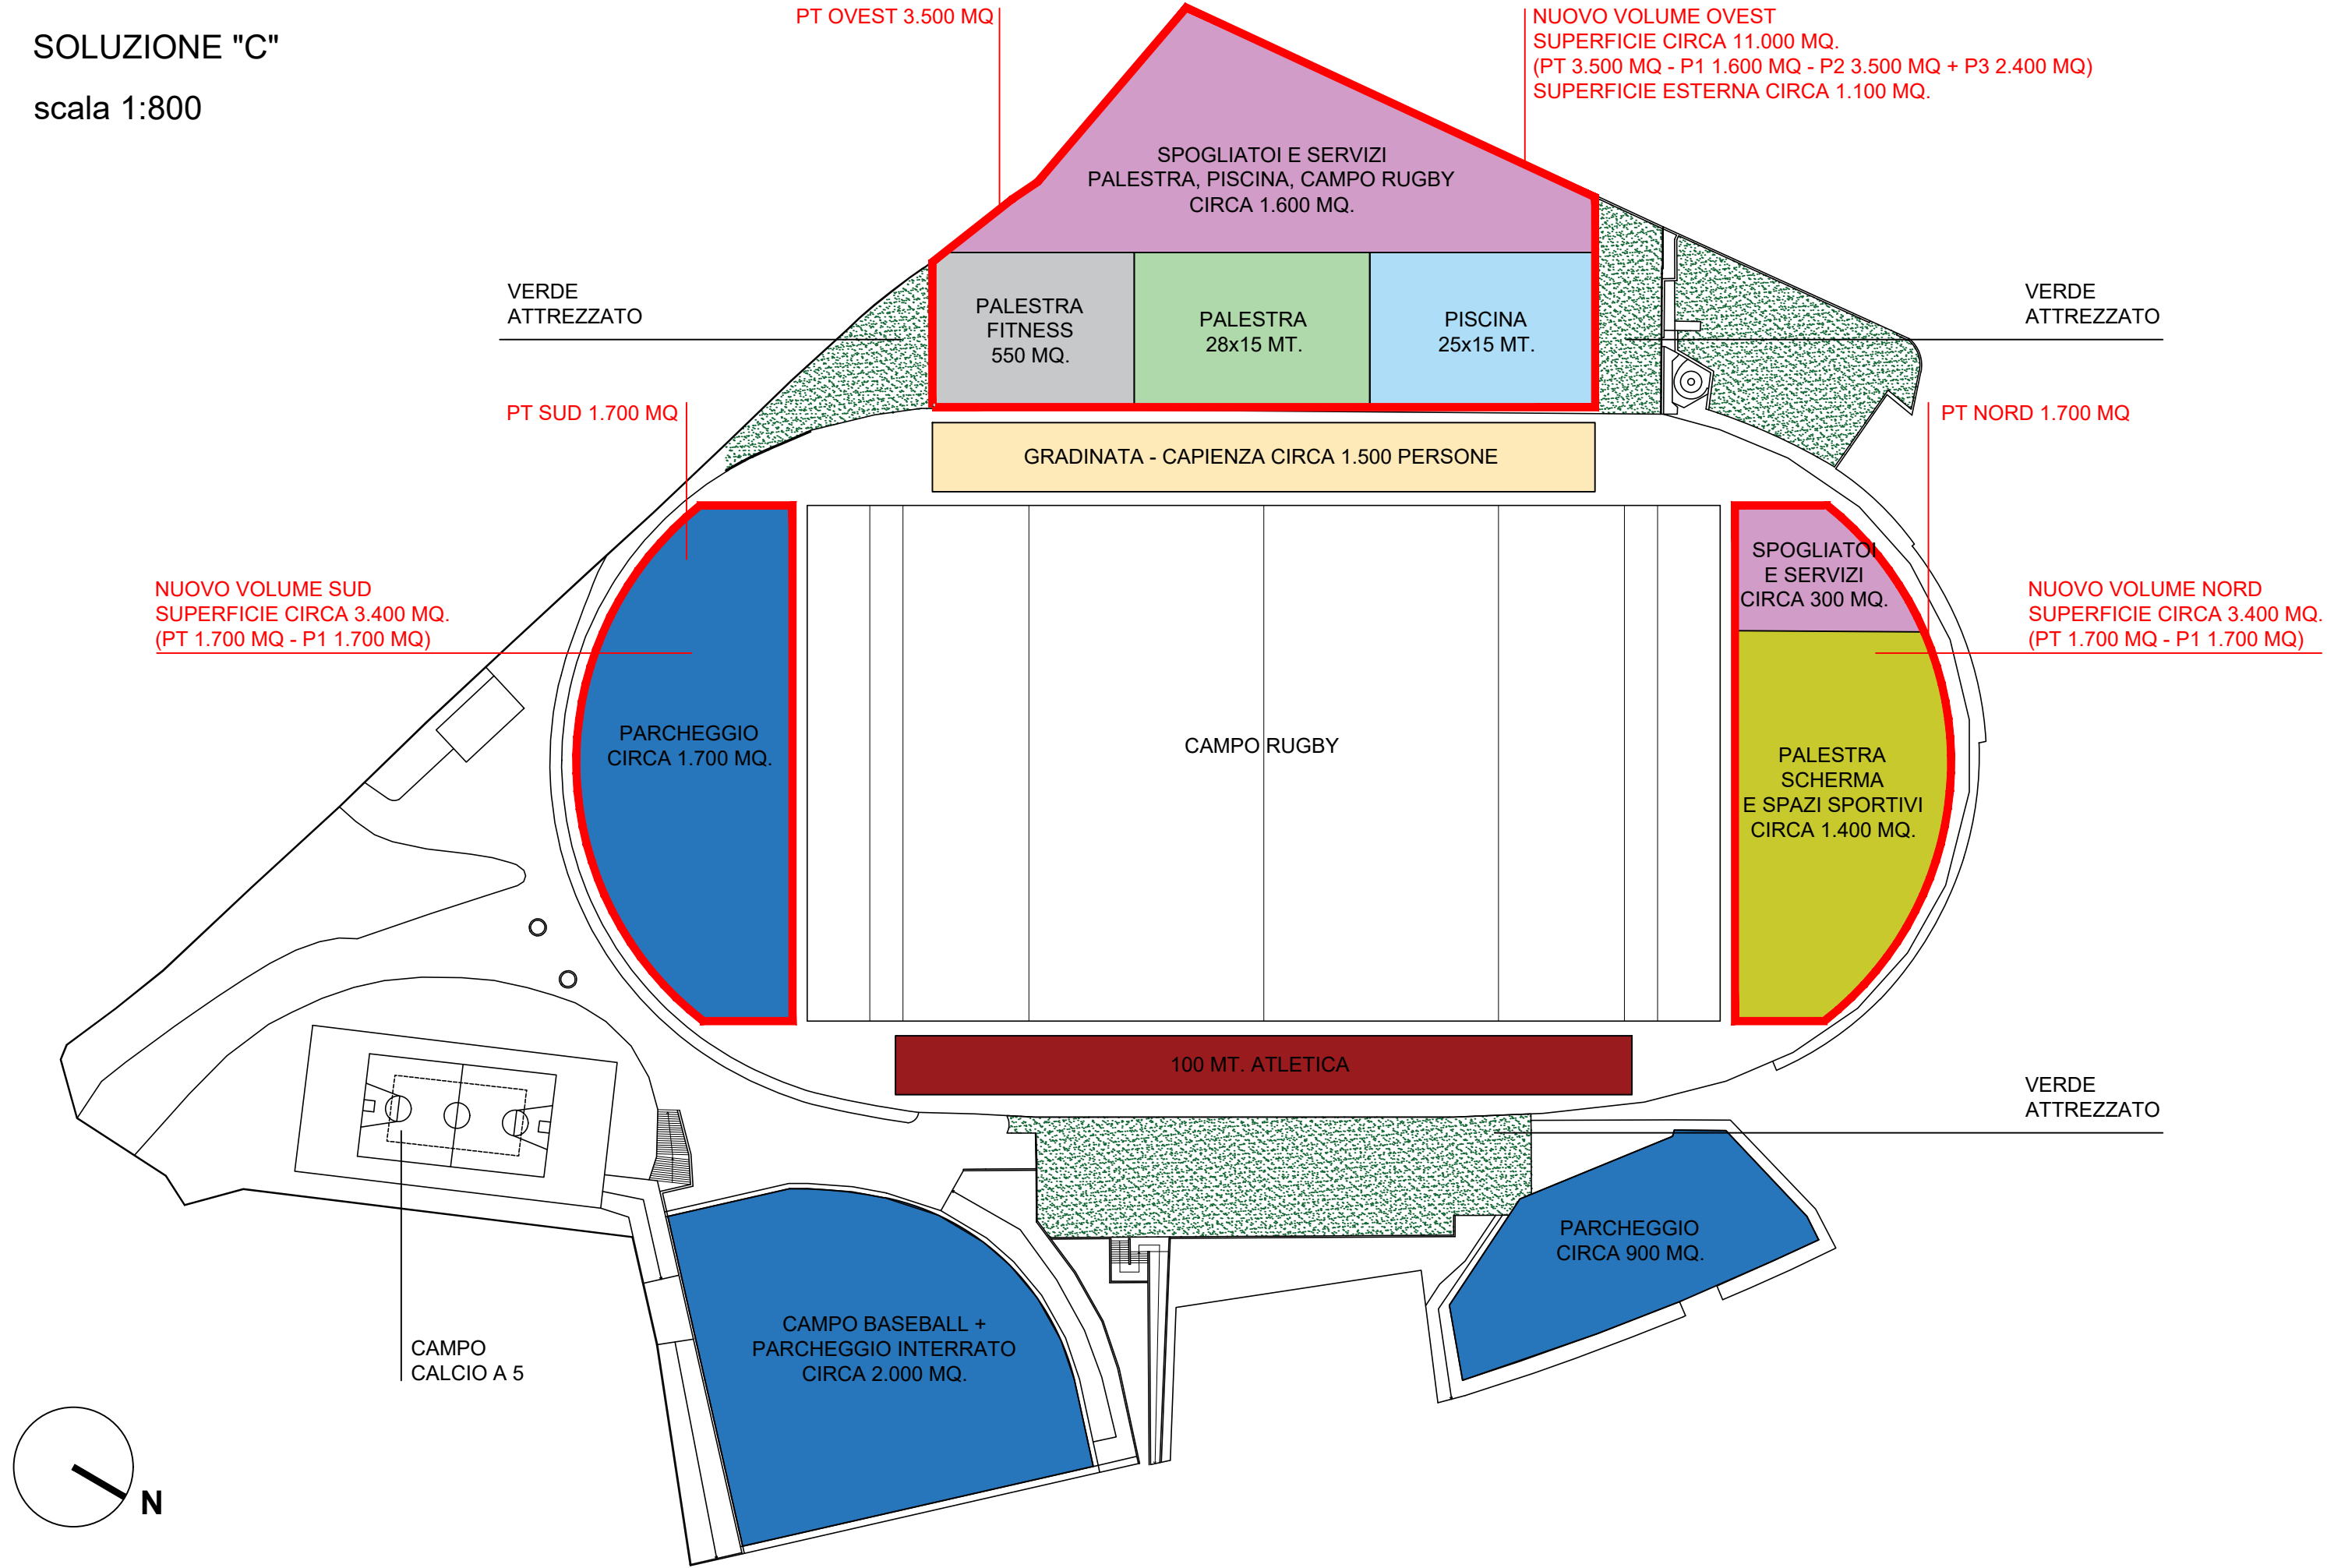 SOLUZIONE "C"
scala 1:800
PT OVEST 3.500 MQ
NUOVO VOLUME OVEST
SUPERFICIE CIRCA 11.000 MQ.
(PT 3.500 MQ - P1 1.600 MQ - P2 3.500 MQ + P3 2.400 MQ)
SUPERFICIE ESTERNA CIRCA 1.100 MQ.
SPOGLIATOI E SERVIZI
PALESTRA, PISCINA, CAMPO RUGBY
CIRCA 1.600 MQ.
VERDE
ATTREZZATO
PALESTRA
FITNESS
550 MQ.
PALESTRA
28x15 MT.
PISCINA
25x15 MT.
VERDE
ATTREZZATO
PT SUD 1.700 MQ
PT NORD 1.700 MQ
GRADINATA - CAPIENZA CIRCA 1.500 PERSONE
NUOVO VOLUME SUD
SUPERFICIE CIRCA 3.400 MQ.
(PT 1.700 MQ - P1 1.700 MQ)
SPOGLIATOI
E SERVIZI
CIRCA 300 MQ.
NUOVO VOLUME NORD
SUPERFICIE CIRCA 3.400 MQ.
(PT 1.700 MQ - P1 1.700 MQ)
PARCHEGGIO
CIRCA 1.700 MQ.
CAMPO RUGBY
PALESTRA
SCHERMA
E SPAZI SPORTIVI
CIRCA 1.400 MQ.
100 MT. ATLETICA
VERDE
ATTREZZATO
PARCHEGGIO
CIRCA 900 MQ.
CAMPO BASEBALL +
PARCHEGGIO INTERRATO
CIRCA 2.000 MQ.
CAMPO
CALCIO A 5
N